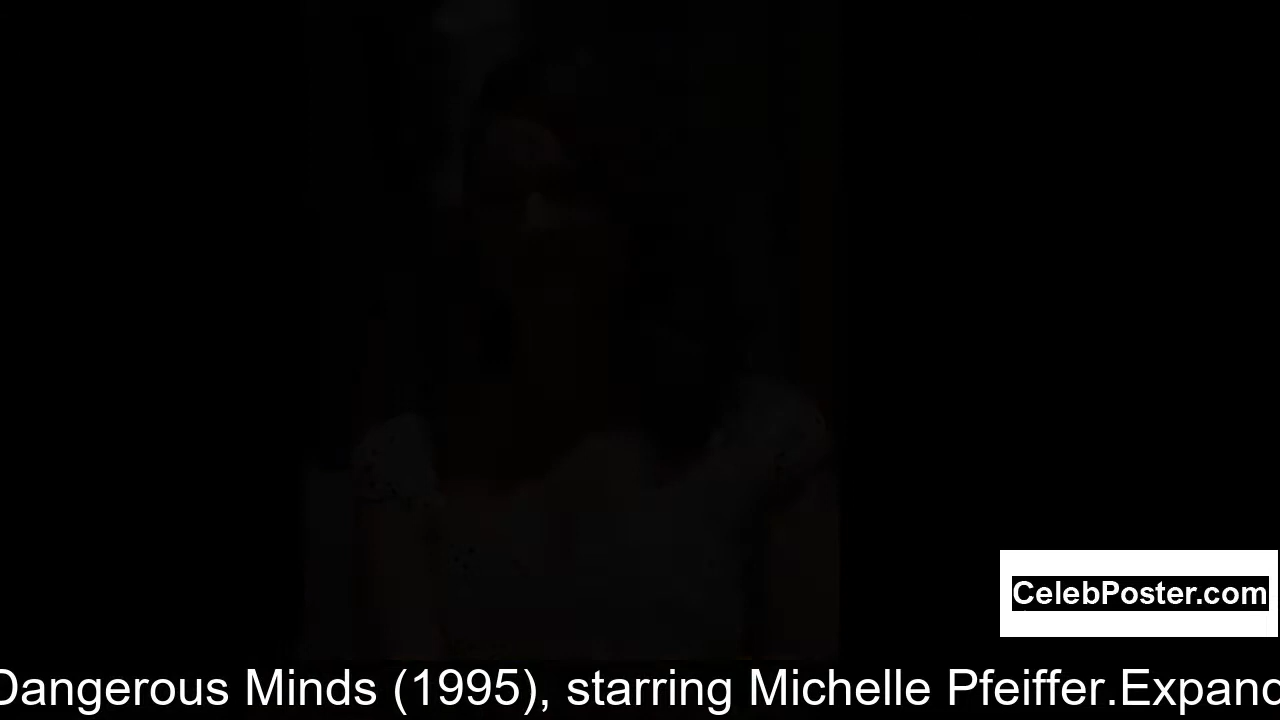 CelebPoster.com
Dangerous Minds (1995), starring Michelle Pfeiffer.Expand